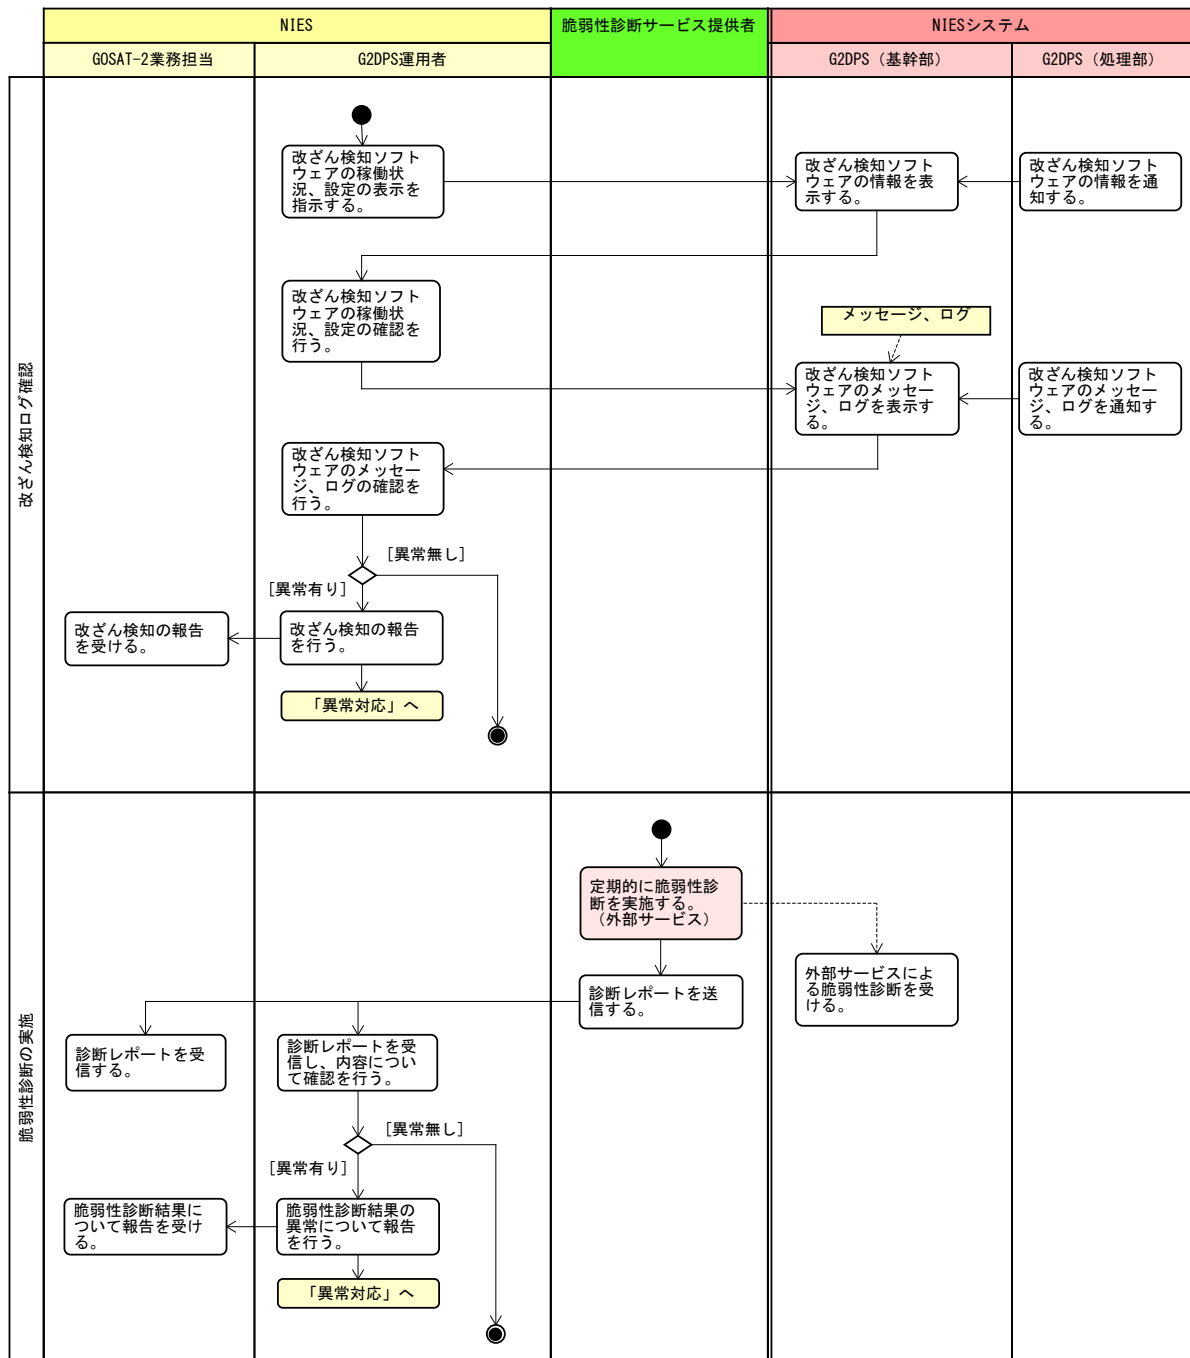 NIES
脆弱性診断サービス提供者
NIESシステム
GOSAT-2業務担当
G2DPS運用者
G2DPS（基幹部）
G2DPS（処理部）
改ざん検知ログ確認
改ざん検知ソフト
ウェアの稼働状
況、設定の表示を
指示する。
改ざん検知ソフト
ウェアの情報を表
示する。
改ざん検知ソフト
ウェアの情報を通
知する。
改ざん検知ソフト
ウェアの稼働状
況、設定の確認を
行う。
メッセージ、ログ
改ざん検知ソフト
ウェアのメッセー
ジ、ログを表示す
る。
改ざん検知ソフト
ウェアのメッセー
ジ、ログを通知す
る。
改ざん検知ソフト
ウェアのメッセー
ジ、ログの確認を
行う。
[異常無し]
[異常有り]
改ざん検知の報告
を受ける。
改ざん検知の報告
を行う。
「異常対応」へ
脆弱性診断の実施
定期的に脆弱性診
断を実施する。
（外部サービス）
外部サービスによ
る脆弱性診断を受
ける。
診断レポートを送
信する。
診断レポートを受
信する。
診断レポートを受
信し、内容につい
て確認を行う。
[異常無し]
[異常有り]
脆弱性診断結果に
ついて報告を受け
る。
脆弱性診断結果の
異常について報告
を行う。
「異常対応」へ